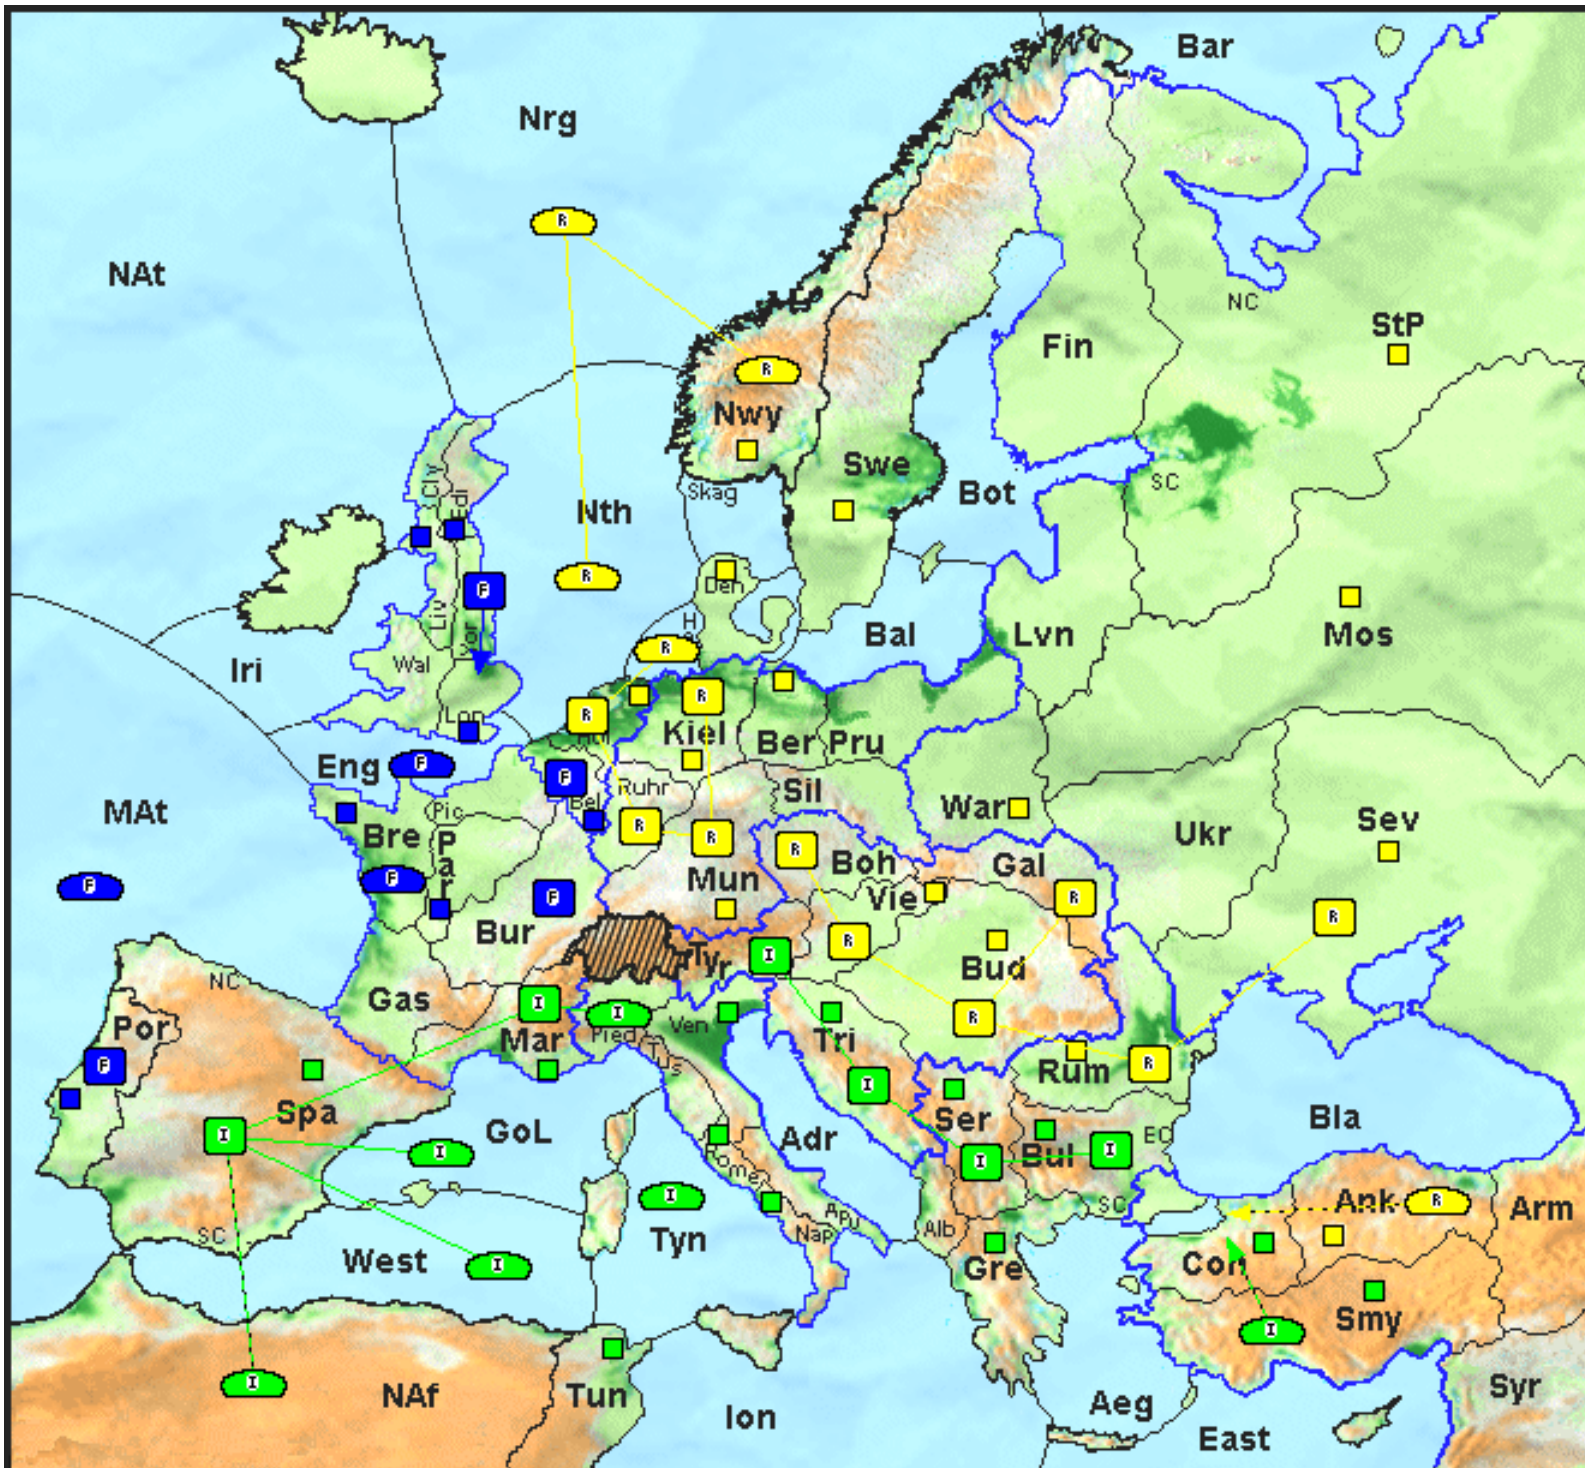 Bar
Nrg
R
NAt
NC
StP
Fin
R
Nwy
Swe
SC
Cly
Edl
Skag
Bot
Nth
R
Den
F
Liv
Yor
H
R
Bal
Lvn
Mos
Iri
Wal
R
R
Lon
Hol
Kiel
Ber
Pru
Eng
F
F
Ruhr
Sil
War
MAt
Pic
Bel
Bre
Par
R
R
R
Boh
Gal
Ukr
Sev
F
F
F
Mun
Vie
R
R
Bur
R
Tyr
I
Bud
NC
Gas
I
I
Pied
Ven
R
Por
Mar
Tri
F
Tus
Rum
R
I
Spa
GoL
Ser
Bla
I
Adr
EC
I
Rome
I
Bul
I
I
Ank
R
Arm
SC
West
I
Tyn
Apu
Nap
Alb
SC
Gre
Con
Smy
I
I
NAf
Tun
Ion
Aeg
East
Syr